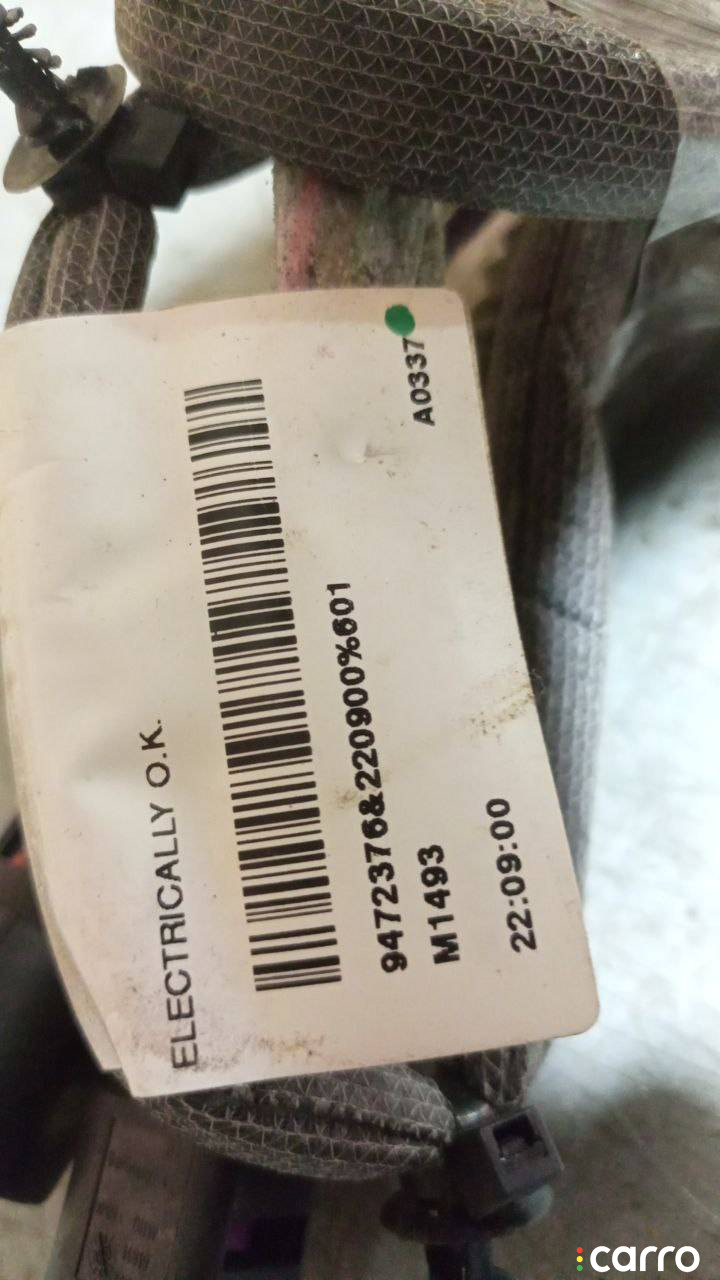 ELECTRICALLY O.K.
9472376&220900%601
M1493
A0337
22:09:00
carro